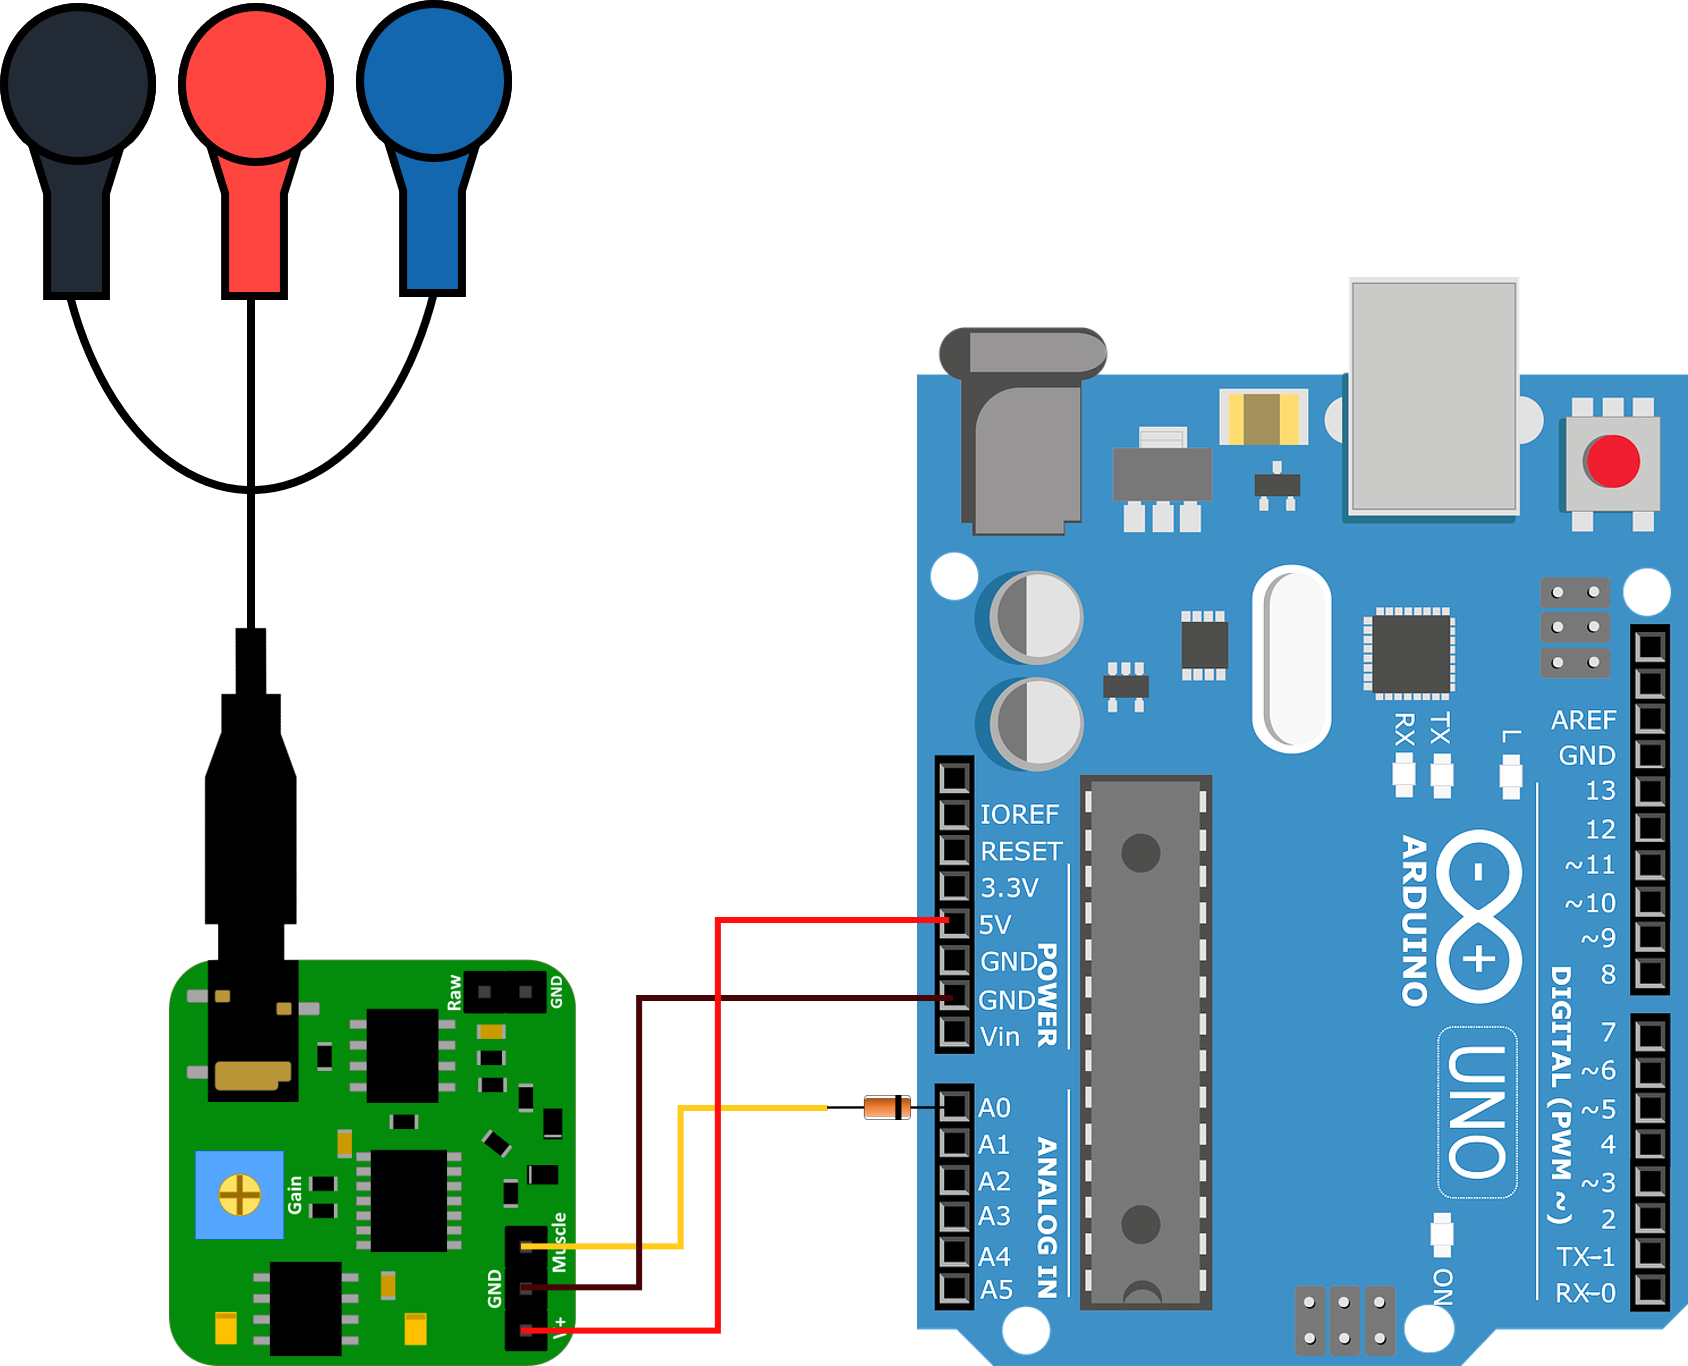 Raw
GND
Gain
Muscle
GND
V+
IOREF
RESET
3.3V
5V
GND
GND
Vin
POWER
A0
A1
A2
A3
A4
A5
ANALOG IN
RX
TX
L
ARDUINO
- +
UNO
ON
AREF
GND
13
12
~11
~10
~9
8
7
~6
~5
4
~3
2
TX-1
RX-0
DIGITAL (PWM ~)